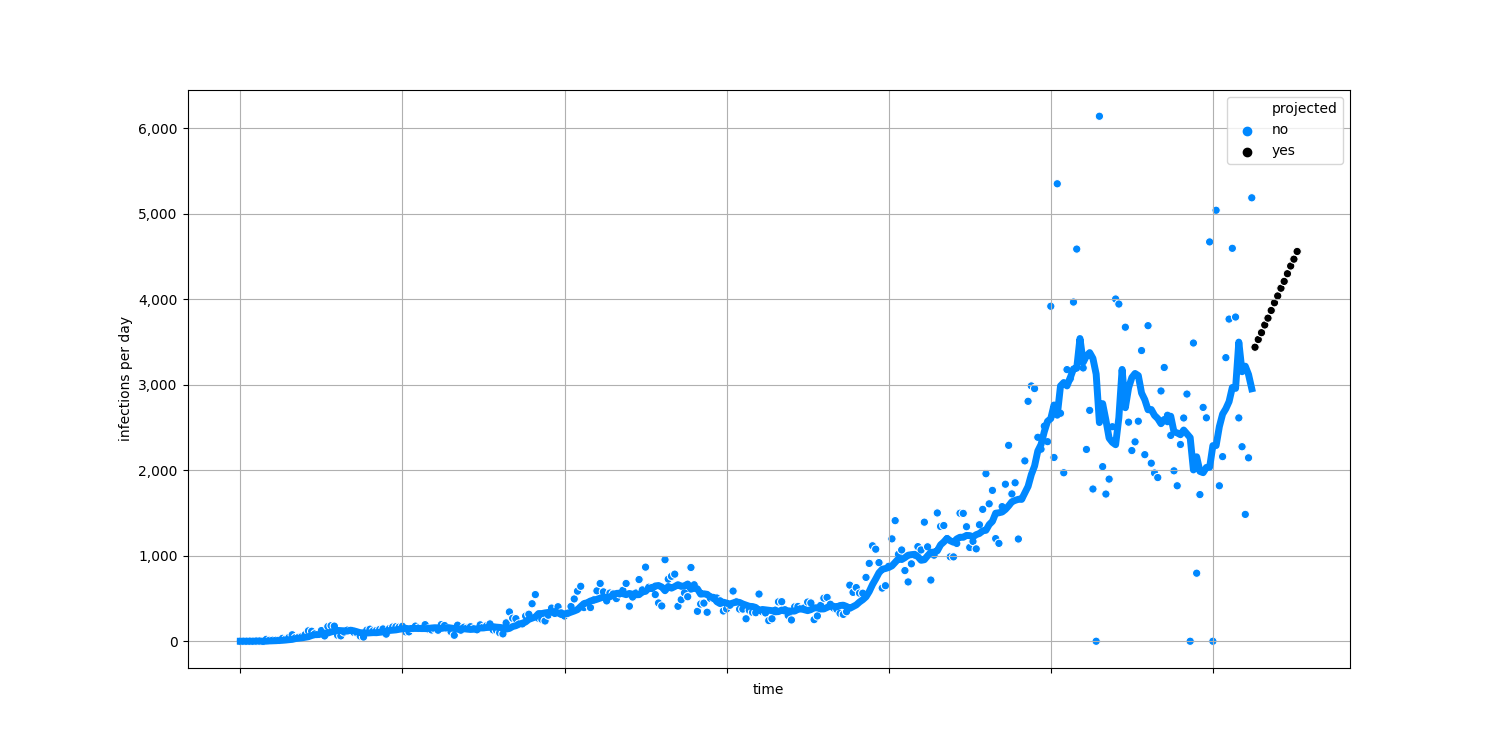 projected
no
yes
6,000
5,000
4,000
3,000
2,000
1,000
0
infections per day
time